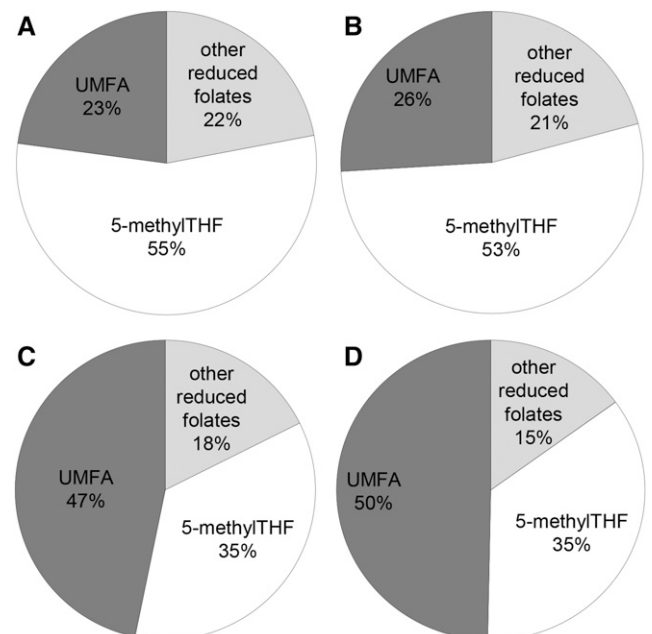 A
UMFA
23%
other
reduced
folates
22%
5-methylTHF
55%
B
UMFA
26%
other
reduced
folates
21%
5-methylTHF
53%
C
UMFA
47%
other
reduced
folates
18%
5-methylTHF
35%
D
UMFA
50%
other
reduced
folates
15%
5-methylTHF
35%